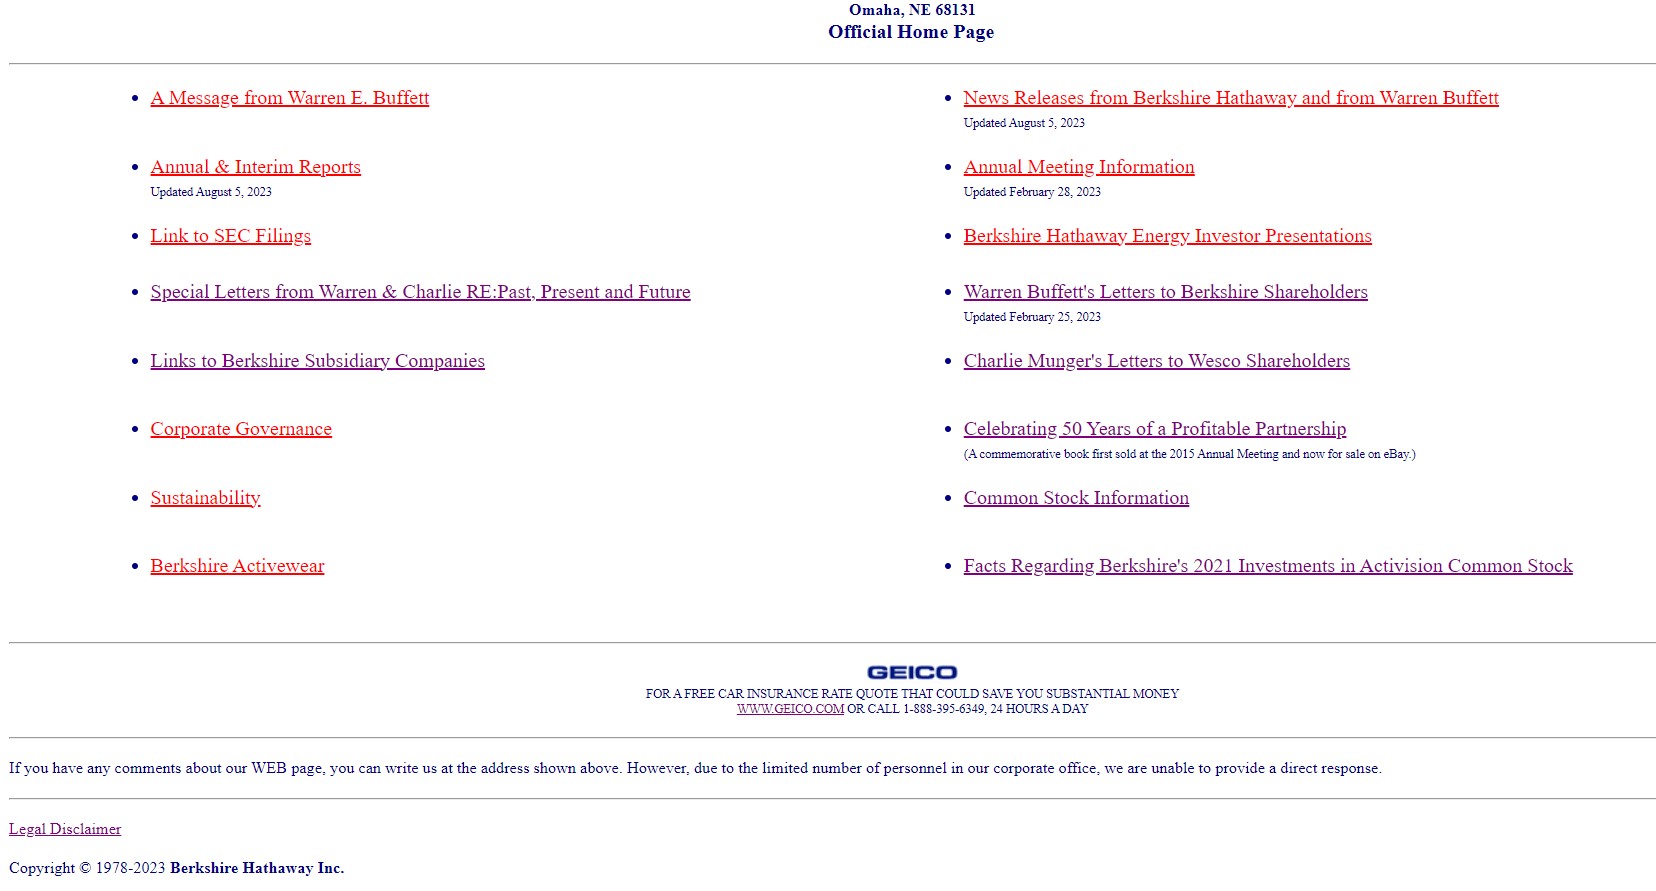 Omaha, NE 68131
Official Home Page
• A Message from Warren E. Buffett
• News Releases from Berkshire Hathaway and from Warren Buffett
Updated August 5, 2023
• Annual & Interim Reports
Updated August 5, 2023
• Annual Meeting Information
Updated February 28, 2023
• Link to SEC Filings
• Berkshire Hathaway Energy Investor Presentations
• Special Letters from Warren & Charlie RE:Past, Present and Future
• Warren Buffett's Letters to Berkshire Shareholders
Updated February 25, 2023
• Links to Berkshire Subsidiary Companies
• Charlie Munger's Letters to Wesco Shareholders
• Corporate Governance
• Celebrating 50 Years of a Profitable Partnership
(A commemorative book first sold at the 2015 Annual Meeting and now for sale on eBay.)
• Sustainability
• Common Stock Information
• Berkshire Activewear
• Facts Regarding Berkshire's 2021 Investments in Activision Common Stock
GEICO
FOR A FREE CAR INSURANCE RATE QUOTE THAT COULD SAVE YOU SUBSTANTIAL MONEY
WWW.GEICO.COM OR CALL 1-888-395-6349, 24 HOURS A DAY
If you have any comments about our WEB page, you can write us at the address shown above. However, due to the limited number of personnel in our corporate office, we are unable to provide a direct response.
Legal Disclaimer
Copyright © 1978-2023 Berkshire Hathaway Inc.